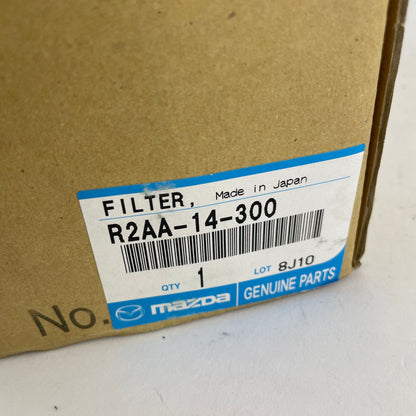 FILTER, Made in Japan
R2AA-14-300
QTY 1 LOT 8J10
mazda GENUINE PARTS
No.